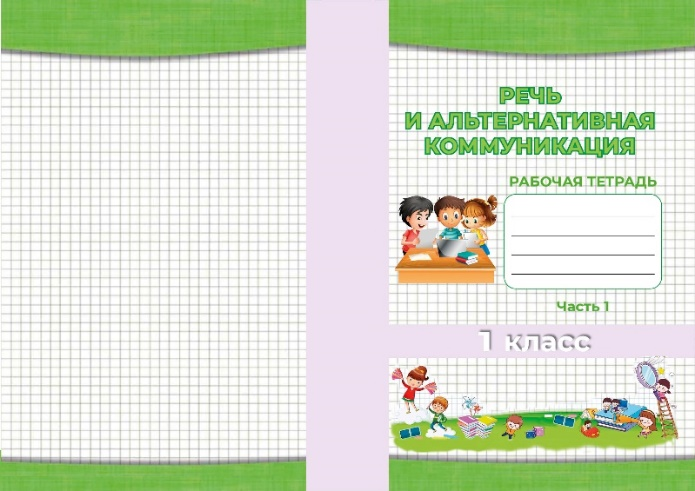 РЕЧЬ
И АЛЬТЕРНАТИВНАЯ
КОММУНИКАЦИЯ
РАБОЧАЯ ТЕТРАДЬ
Часть 1
1 класс